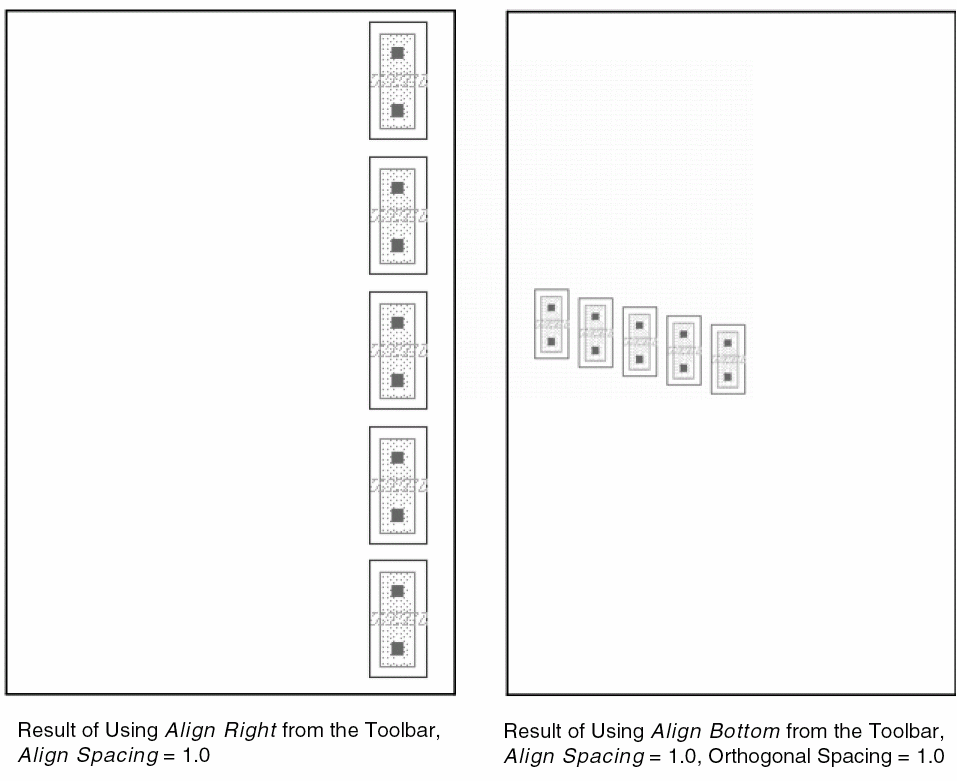 Result of Using Align Right from the Toolbar,
Align Spacing = 1.0
Result of Using Align Bottom from the Toolbar,
Align Spacing = 1.0, Orthogonal Spacing = 1.0